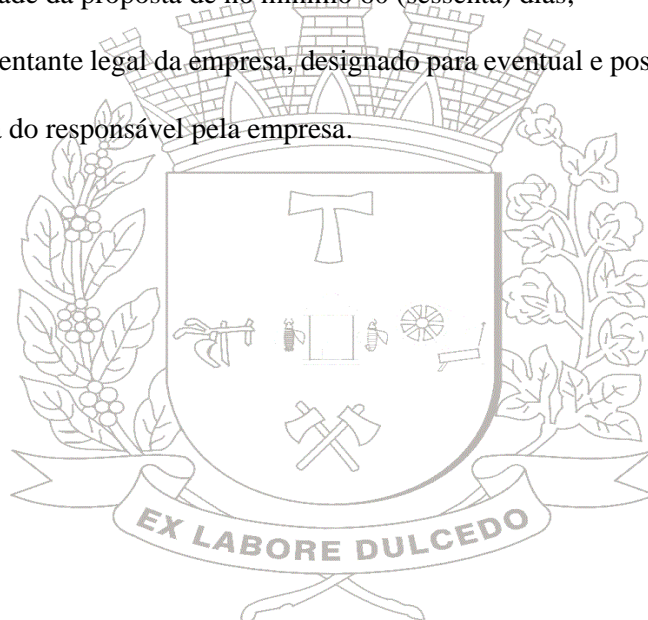 ade da proposta de no mínimo 60 (sessenta) dias;
entante legal da empresa, designado para eventual e pos
do responsável pela empresa.
EX LABORE DULCEDO